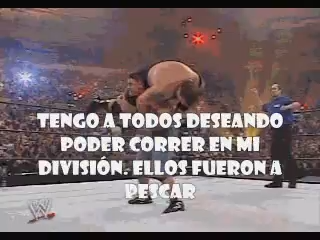 TENGO A TODOS DESEANDO
PODER CORRER EN MI
DIVISIÓN. ELLOS FUERON A
PESCAR